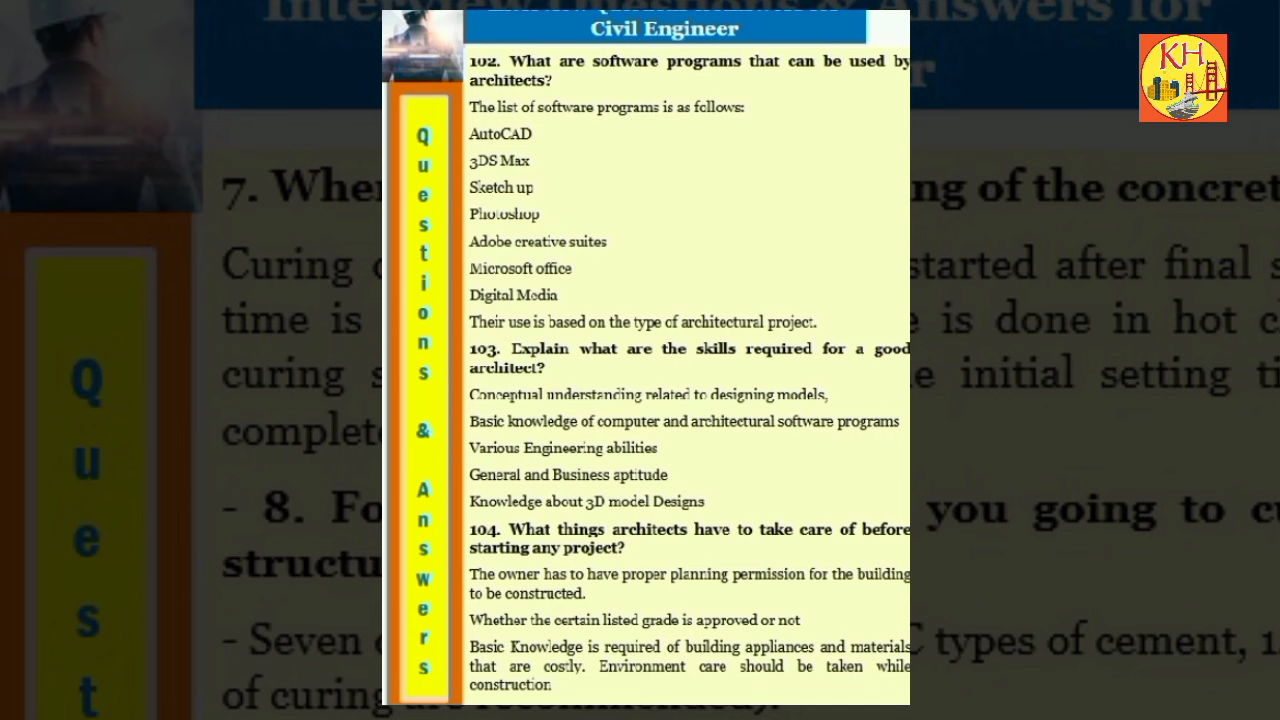 Interview Questions & Answers for
Civil Engineer
KH
102. What are software programs that can be used by
architects?
The list of software programs is as follows:
AutoCAD
3DS Max
Sketch up
Photoshop
Adobe creative suites
Microsoft office
Digital Media
Their use is based on the type of architectural project.
103. Explain what are the skills required for a good
architect?
Conceptual understanding related to designing models,
Basic knowledge of computer and architectural software programs
Various Engineering abilities
General and Business aptitude
Knowledge about 3D model Designs
104. What things architects have to take care of before
starting any project?
The owner has to have proper planning permission for the building
to be constructed.
Whether the certain listed grade is approved or not
Basic Knowledge is required of building appliances and materials
that are costly. Environment care should be taken while
construction
Questions & Answers
7. ng of the concret
Curing started after final s
time is is done in hot c
curing initial setting ti
complet
- 8. Fo you going to c
structu
- Seven types of cement, 1
of curing are recommended).
Quest